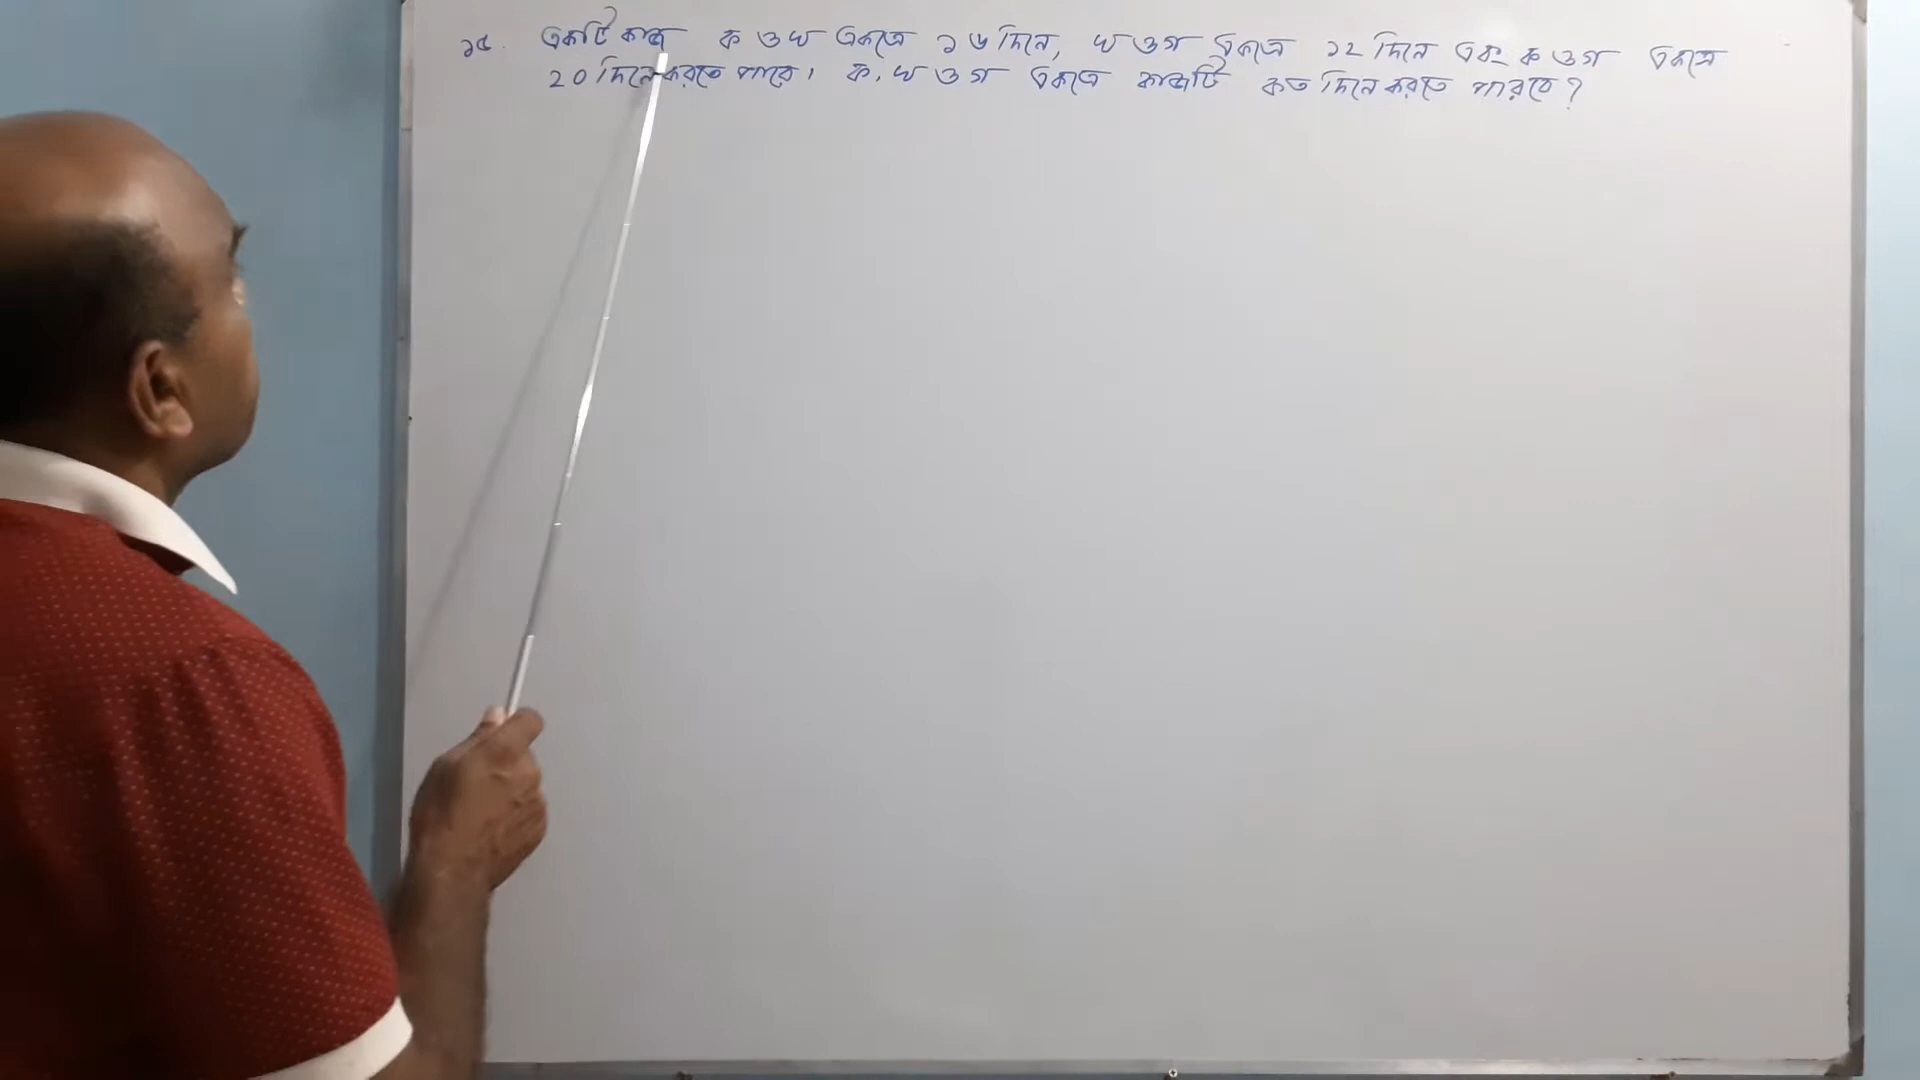 ১৫. একটি কাজ ক ও খ একত্রে ১৬ দিনে, খ ও গ একত্রে ১২ দিনে এবং ক ও গ একত্রে
২০ দিনে করতে পারে। ক, খ ও গ একত্রে কাজটি কত দিনে করতে পারবে?